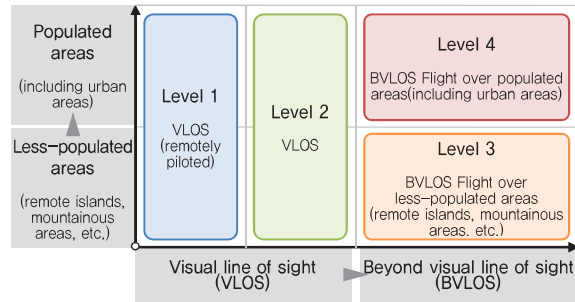 Populated
areas
(including urban
areas)
Less-populated
areas
(remote islands,
mountainous
areas, etc.)
Level 1
VLOS
(remotely
piloted)
Level 2
VLOS
Level 4
BVLOS Flight over populated
areas(including urban areas)
Level 3
BVLOS Flight over
less-populated areas
(remote islands, mountainous
areas. etc.)
Visual line of sight
(VLOS)
Beyond visual line of sight
(BVLOS)